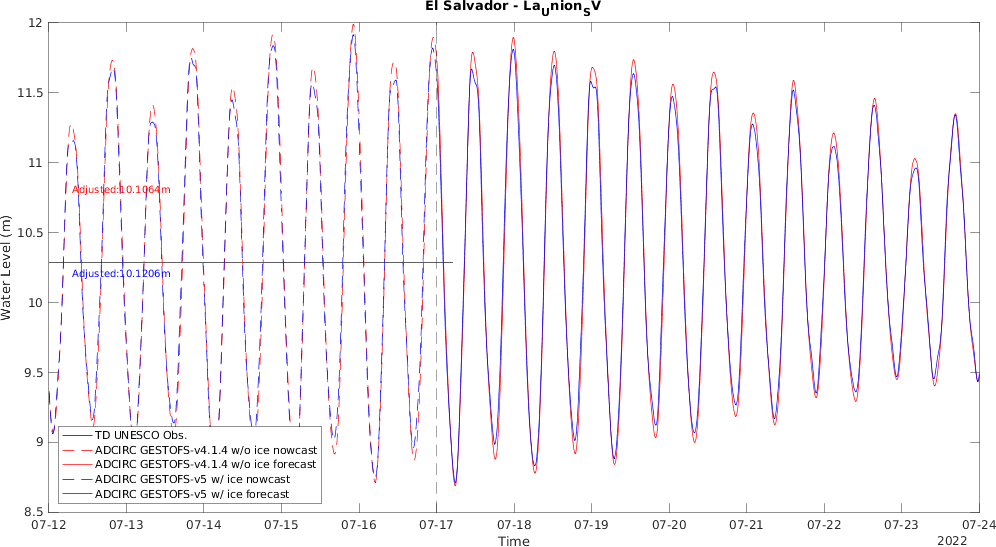 El Salvador - LaUnionSV
12
11.5
11
10.5
10
9.5
9
8.5
Water Level (m)
Adjusted:10.1064m
Adjusted:10.1206m
TD UNESCO Obs.
ADCIRC GESTOFS-v4.1.4 w/o ice nowcast
ADCIRC GESTOFS-v4.1.4 w/o ice forecast
ADCIRC GESTOFS-v5 w/ ice nowcast
ADCIRC GESTOFS-v5 w/ ice forecast
07-12 07-13 07-14 07-15 07-16 07-17 07-18 07-19 07-20 07-21 07-22 07-23 07-24
Time
2022